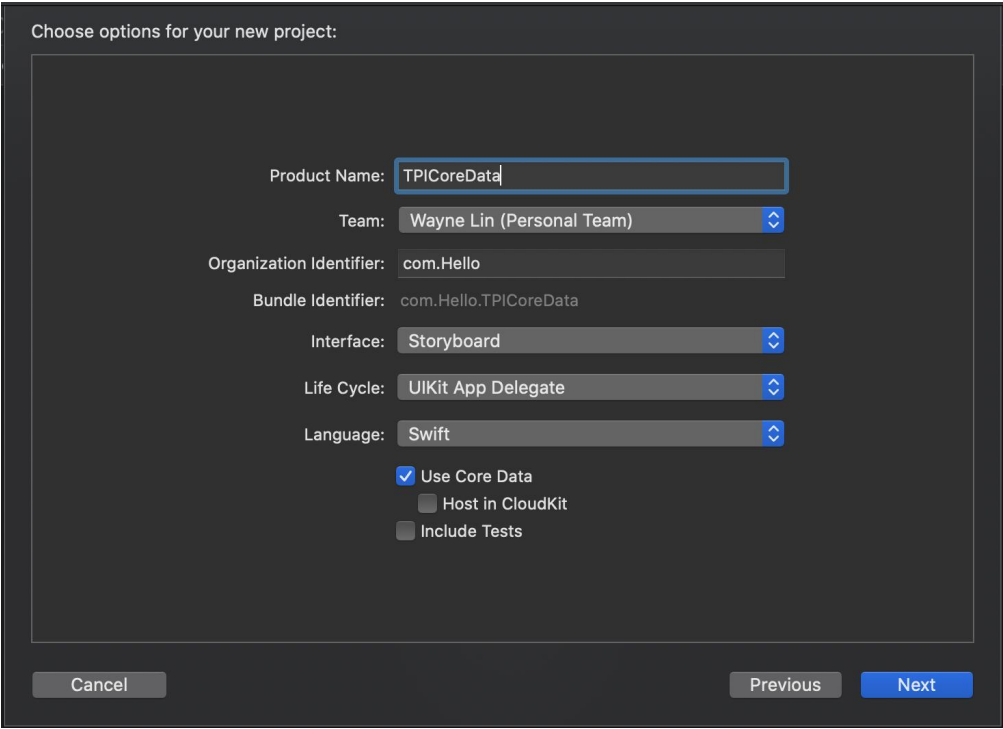 Choose options for your new project:
Product Name: TPICoreData
Team: Wayne Lin (Personal Team)
Organization Identifier: com.Hello
Bundle Identifier: com.Hello.TPICoreData
Interface: Storyboard
Life Cycle: UIKit App Delegate
Language: Swift
Use Core Data
Host in CloudKit
Include Tests
Cancel Previous Next